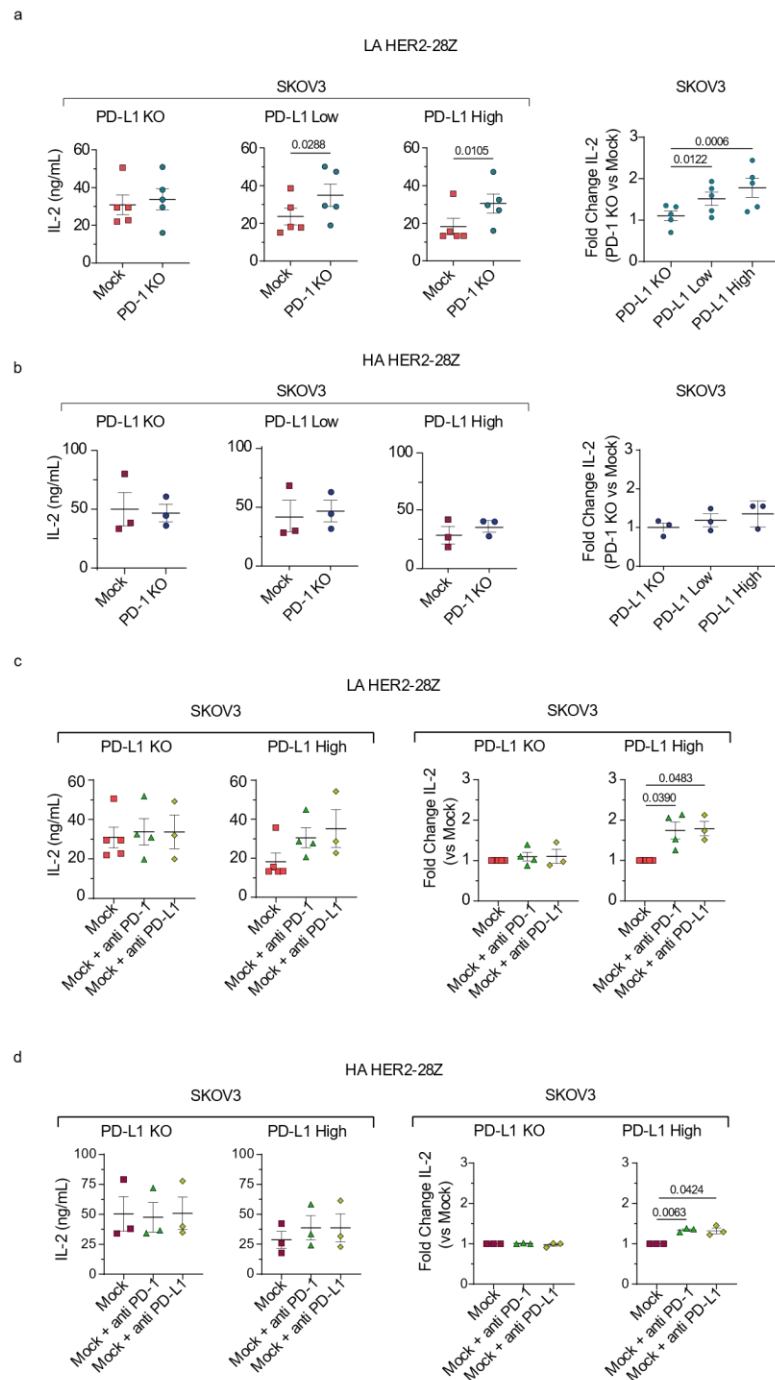 a
LA HER2-28Z
SKOV3
SKOV3
PD-L1 KO
PD-L1 Low
PD-L1 High
IL-2 (ng/mL)
60
40
20
0
Mock
PD-1 KO
60
40
20
0
0.0288
Mock
PD-1 KO
60
40
20
0
0.0105
Mock
PD-1 KO
Fold Change IL-2
(PD-1 KO vs Mock)
3
2
1
0
0.0006
0.0122
PD-L1 KO
PD-L1 Low
PD-L1 High
b
HA HER2-28Z
SKOV3
SKOV3
PD-L1 KO
PD-L1 Low
PD-L1 High
IL-2 (ng/mL)
100
50
0
Mock
PD-1 KO
100
50
0
Mock
PD-1 KO
100
50
0
Mock
PD-1 KO
Fold Change IL-2
(PD-1 KO vs Mock)
3
2
1
0
PD-L1 KO
PD-L1 Low
PD-L1 High
c
LA HER2-28Z
SKOV3
SKOV3
PD-L1 KO
PD-L1 High
PD-L1 KO
PD-L1 High
IL-2 (ng/mL)
60
40
20
0
Mock
Mock + anti PD-1
Mock + anti PD-L1
60
40
20
0
Mock
Mock + anti PD-1
Mock + anti PD-L1
Fold Change IL-2
(vs Mock)
3
2
1
0
Mock
Mock + anti PD-1
Mock + anti PD-L1
3
2
1
0
0.0483
0.0390
Mock
Mock + anti PD-1
Mock + anti PD-L1
d
HA HER2-28Z
SKOV3
SKOV3
PD-L1 KO
PD-L1 High
PD-L1 KO
PD-L1 High
IL-2 (ng/mL)
100
75
50
25
0
Mock
Mock + anti PD-1
Mock + anti PD-L1
100
75
50
25
0
Mock
Mock + anti PD-1
Mock + anti PD-L1
Fold Change IL-2
(vs Mock)
3
2
1
0
Mock
Mock + anti PD-1
Mock + anti PD-L1
3
2
1
0
0.0424
0.0063
Mock
Mock + anti PD-1
Mock + anti PD-L1